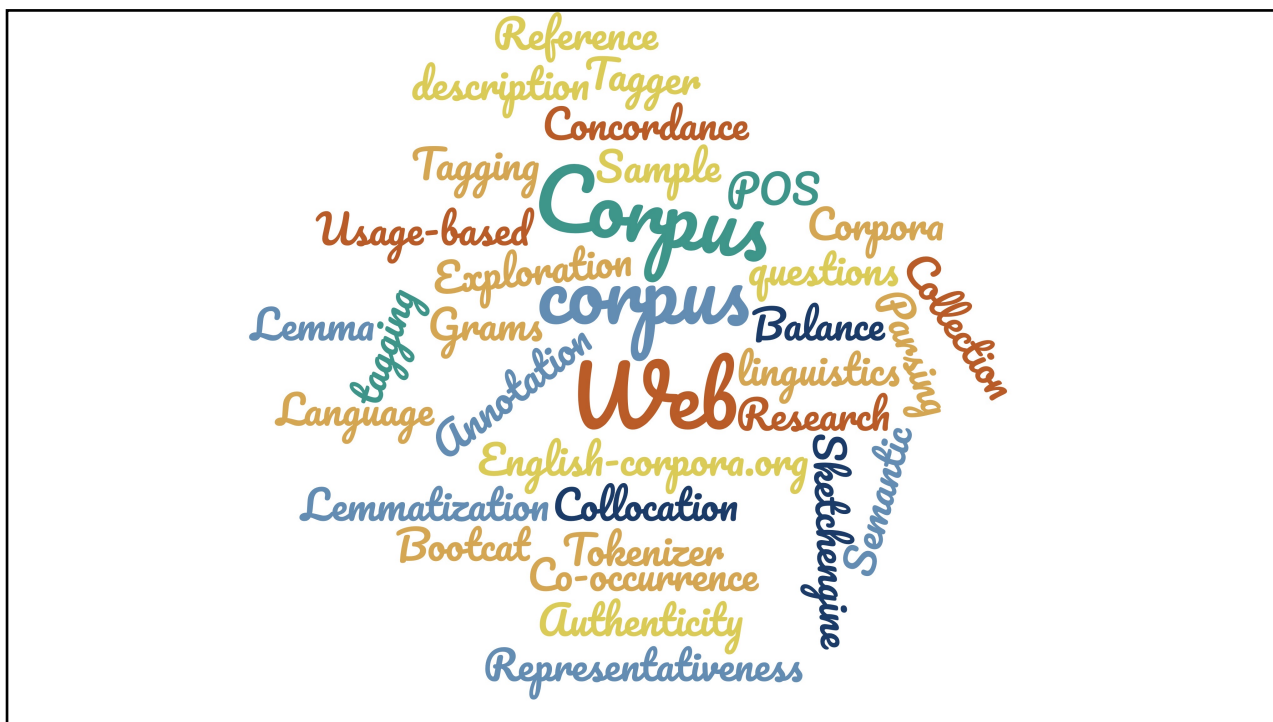 Reference
description
Tagger
Concordance
Tagging
Sample
POS
Corpus
Usage-based
Corpora
Exploration
questions
Collection
corpus
Lemma
tagging
Grams
Balance
Parsing
Annotation
Web
linguistics
Language
Research
English-corpora.org
Sketchengine
Semantic
Lemmatization
Collocation
Bootcat
Tokenizer
Co-occurrence
Authenticity
Representativeness